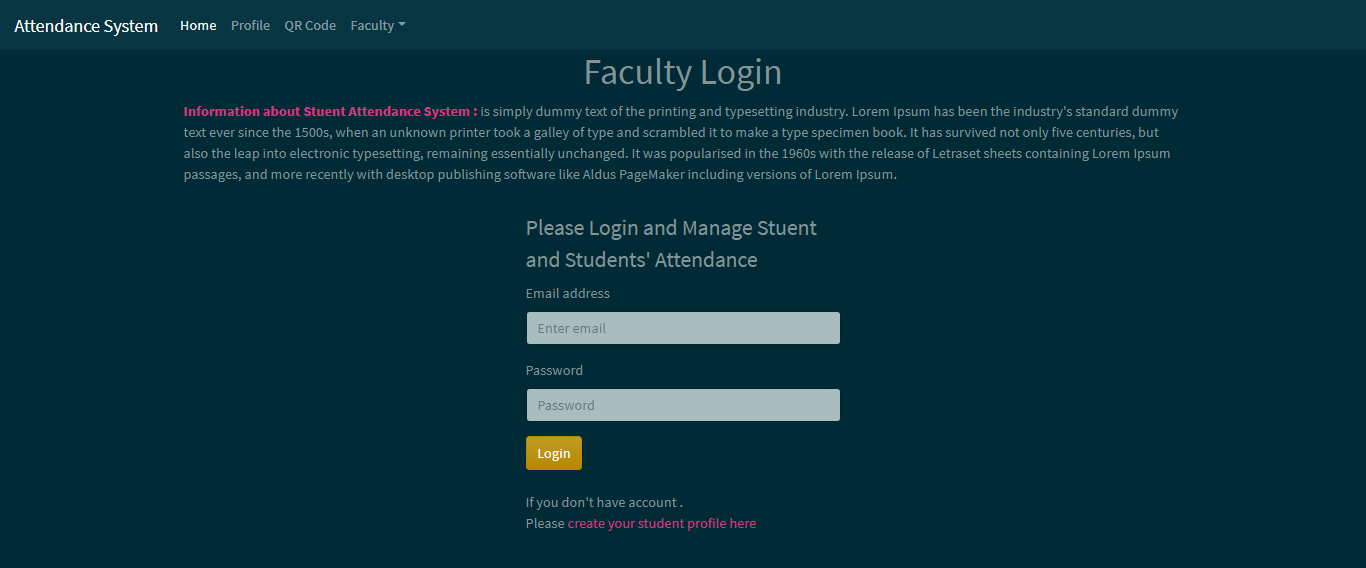 Attendance System Home Profile QR Code Faculty
Faculty Login
Information about Stuent Attendance System : is simply dummy text of the printing and typesetting industry. Lorem Ipsum has been the industry's standard dummy
text ever since the 1500s, when an unknown printer took a galley of type and scrambled it to make a type specimen book. It has survived not only five centuries, but
also the leap into electronic typesetting, remaining essentially unchanged. It was popularised in the 1960s with the release of Letraset sheets containing Lorem Ipsum
passages, and more recently with desktop publishing software like Aldus PageMaker including versions of Lorem Ipsum.
Please Login and Manage Stuent
and Students' Attendance
Email address
Enter email
Password
Password
Login
If you don't have account .
Please create your student profile here